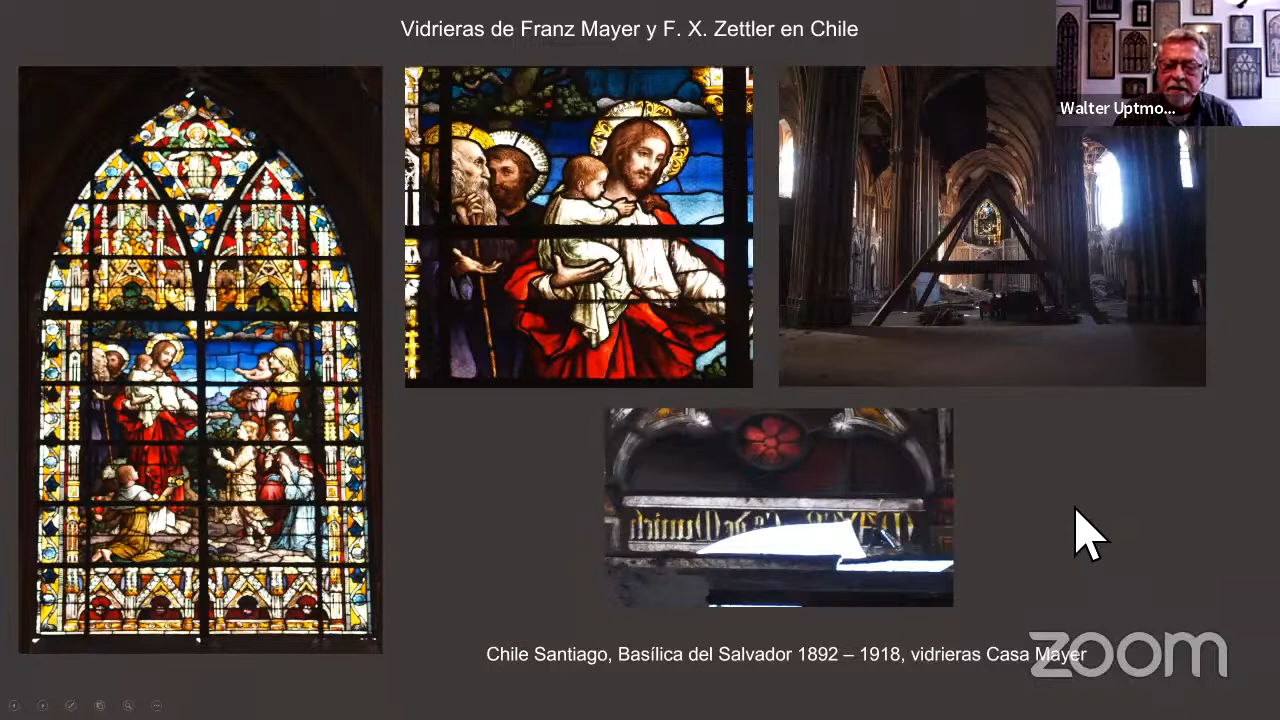 Vidrieras de Franz Mayer y F. X. Zettler en Chile
Walter Uptmo...
Chile Santiago, Basílica del Salvador 1892 – 1918, vidrieras Casa Mayer
zoom